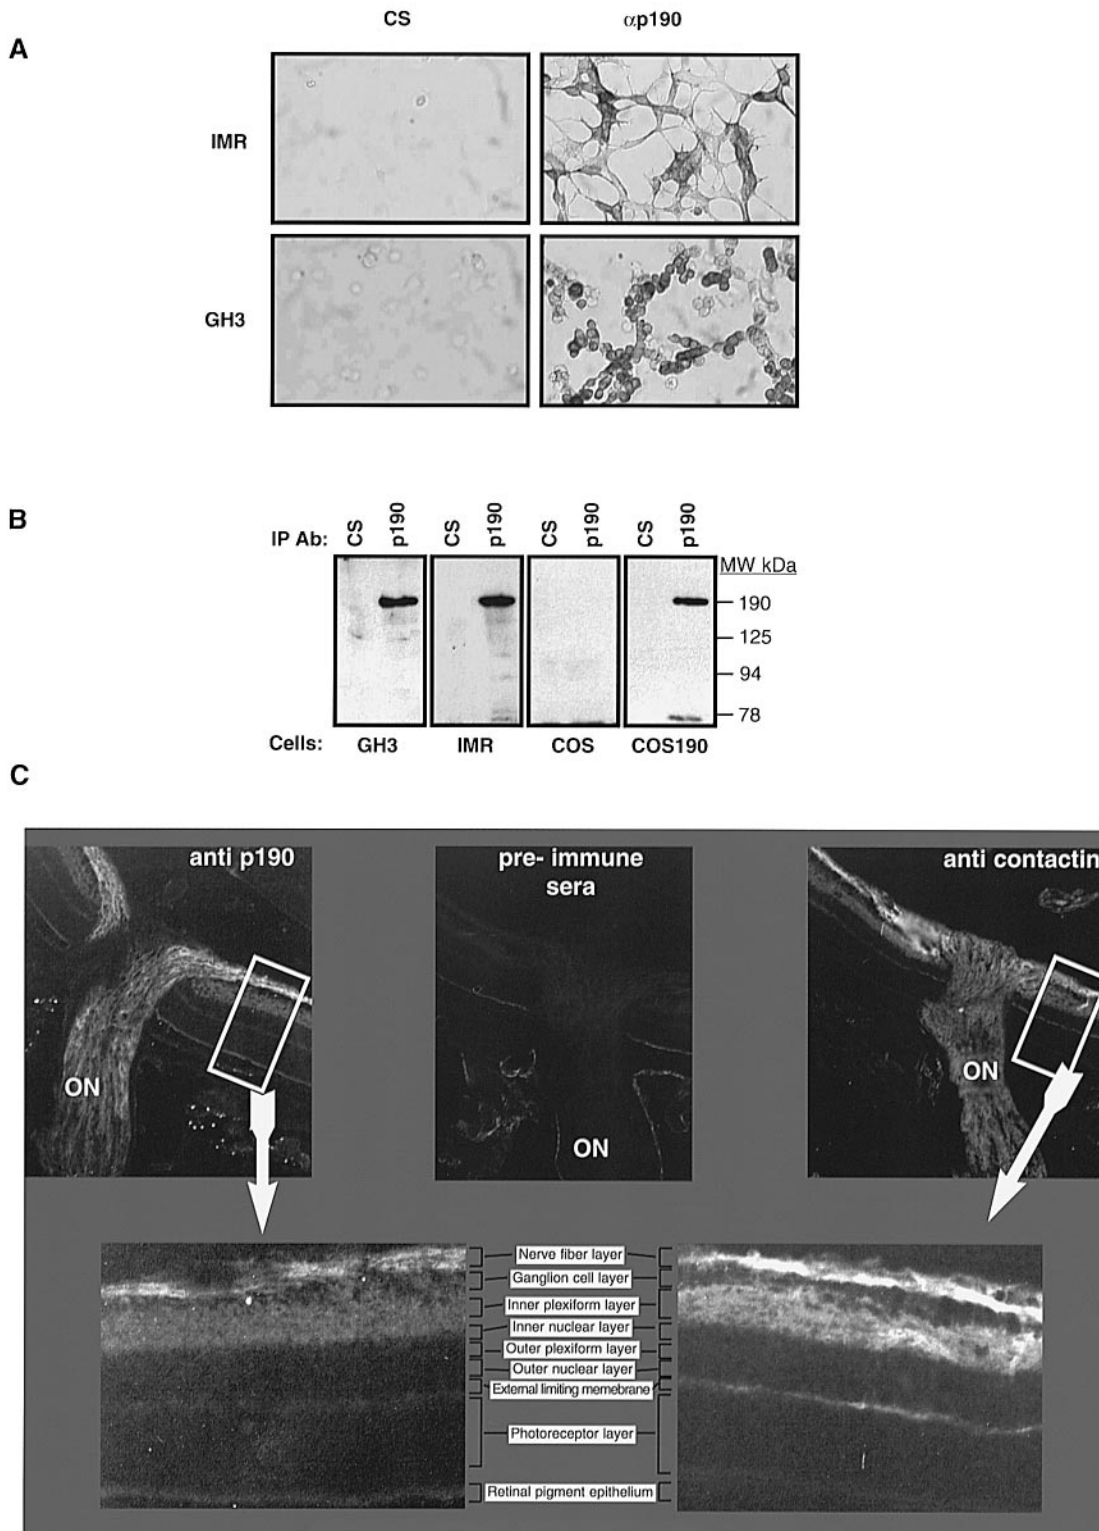 CS
αp190
A
IMR
GH3
B
IP Ab:
CS
p190
CS
p190
CS
p190
CS
p190
MW kDa
190
125
94
78
Cells:
GH3
IMR
COS
COS190
C
anti p190
pre- immune
sera
anti contactin
ON
ON
ON
Nerve fiber layer
Ganglion cell layer
Inner plexiform layer
Inner nuclear layer
Outer plexiform layer
Outer nuclear layer
External limiting memebrane
Photoreceptor layer
Retinal pigment epithelium